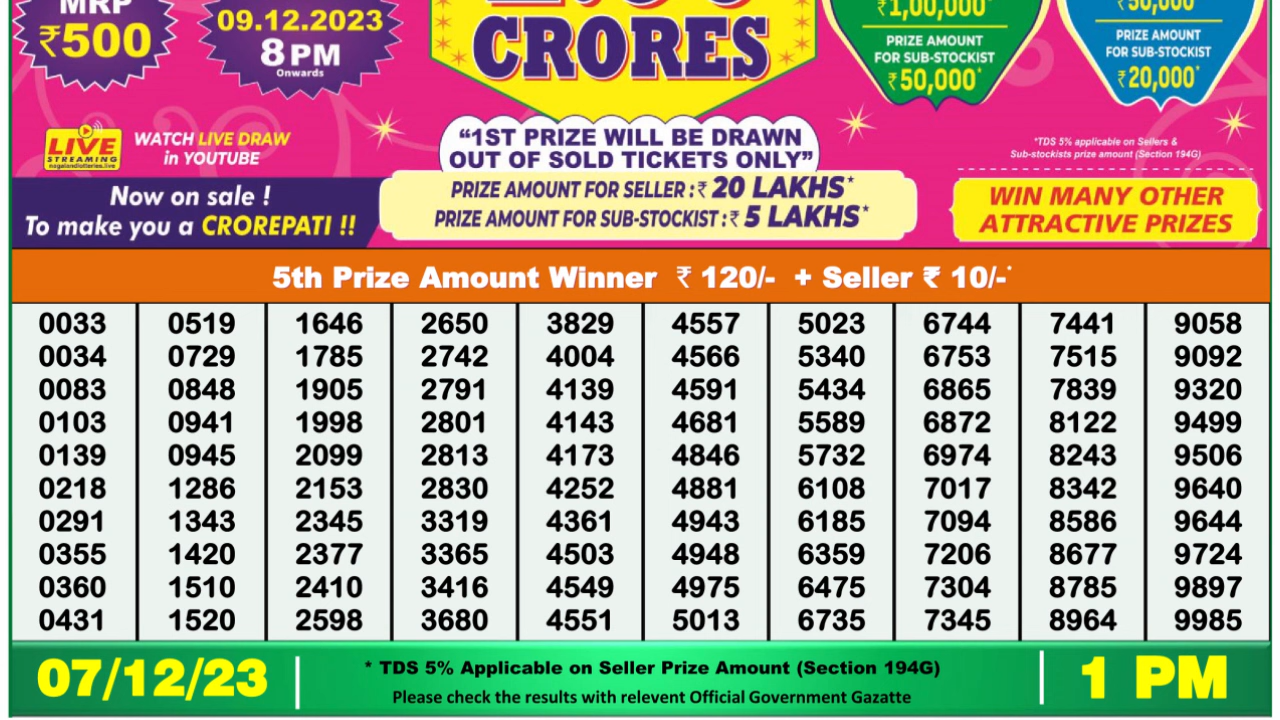 MRP
₹500
09.12.2023
8 PM
Onwards
CRORES
₹1,00,000*
PRIZE AMOUNT
FOR SUB-STOCKIST
₹50,000*
₹50,000
PRIZE AMOUNT
FOR SUB-STOCKIST
₹20,000*
LIVE
STREAMING
nagalandlotteries.live
WATCH LIVE DRAW
in YOUTUBE
“1ST PRIZE WILL BE DRAWN
OUT OF SOLD TICKETS ONLY”
*TDS 5% applicable on Sellers &
Sub-stockists prize amount (Section 194G)
Now on sale !
To make you a CROREPATI !!
PRIZE AMOUNT FOR SELLER :₹ 20 LAKHS*
PRIZE AMOUNT FOR SUB-STOCKIST :₹ 5 LAKHS*
WIN MANY OTHER
ATTRACTIVE PRIZES
5th Prize Amount Winner ₹ 120/- + Seller ₹ 10/-*
0033 0519 1646 2650 3829 4557 5023 6744 7441 9058
0034 0729 1785 2742 4004 4566 5340 6753 7515 9092
0083 0848 1905 2791 4139 4591 5434 6865 7839 9320
0103 0941 1998 2801 4143 4681 5589 6872 8122 9499
0139 0945 2099 2813 4173 4846 5732 6974 8243 9506
0218 1286 2153 2830 4252 4881 6108 7017 8342 9640
0291 1343 2345 3319 4361 4943 6185 7094 8586 9644
0355 1420 2377 3365 4503 4948 6359 7206 8677 9724
0360 1510 2410 3416 4549 4975 6475 7304 8785 9897
0431 1520 2598 3680 4551 5013 6735 7345 8964 9985
07/12/23
* TDS 5% Applicable on Seller Prize Amount (Section 194G)
Please check the results with relevent Official Government Gazatte
1 PM